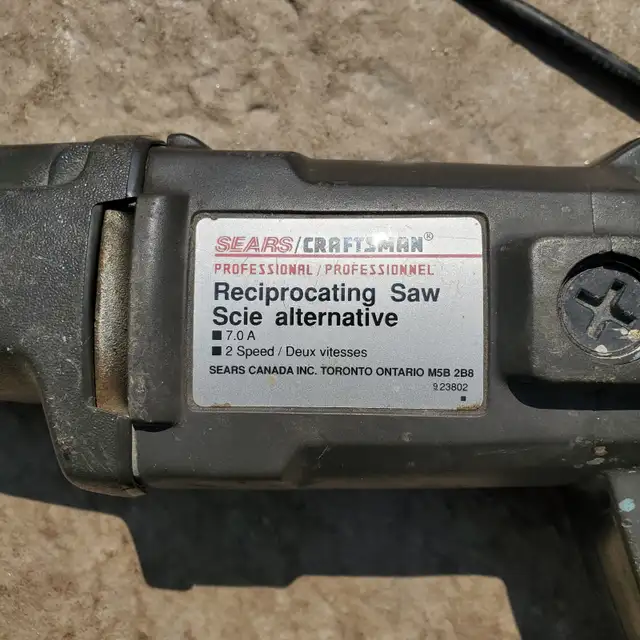 SEARS/CRAFTSMAN®
PROFESSIONAL/PROFESSIONNEL
Reciprocating Saw
Scie alternative
■ 7.0 A
■ 2 Speed / Deux vitesses
SEARS CANADA INC. TORONTO ONTARIO M5B 2B8
9.23802